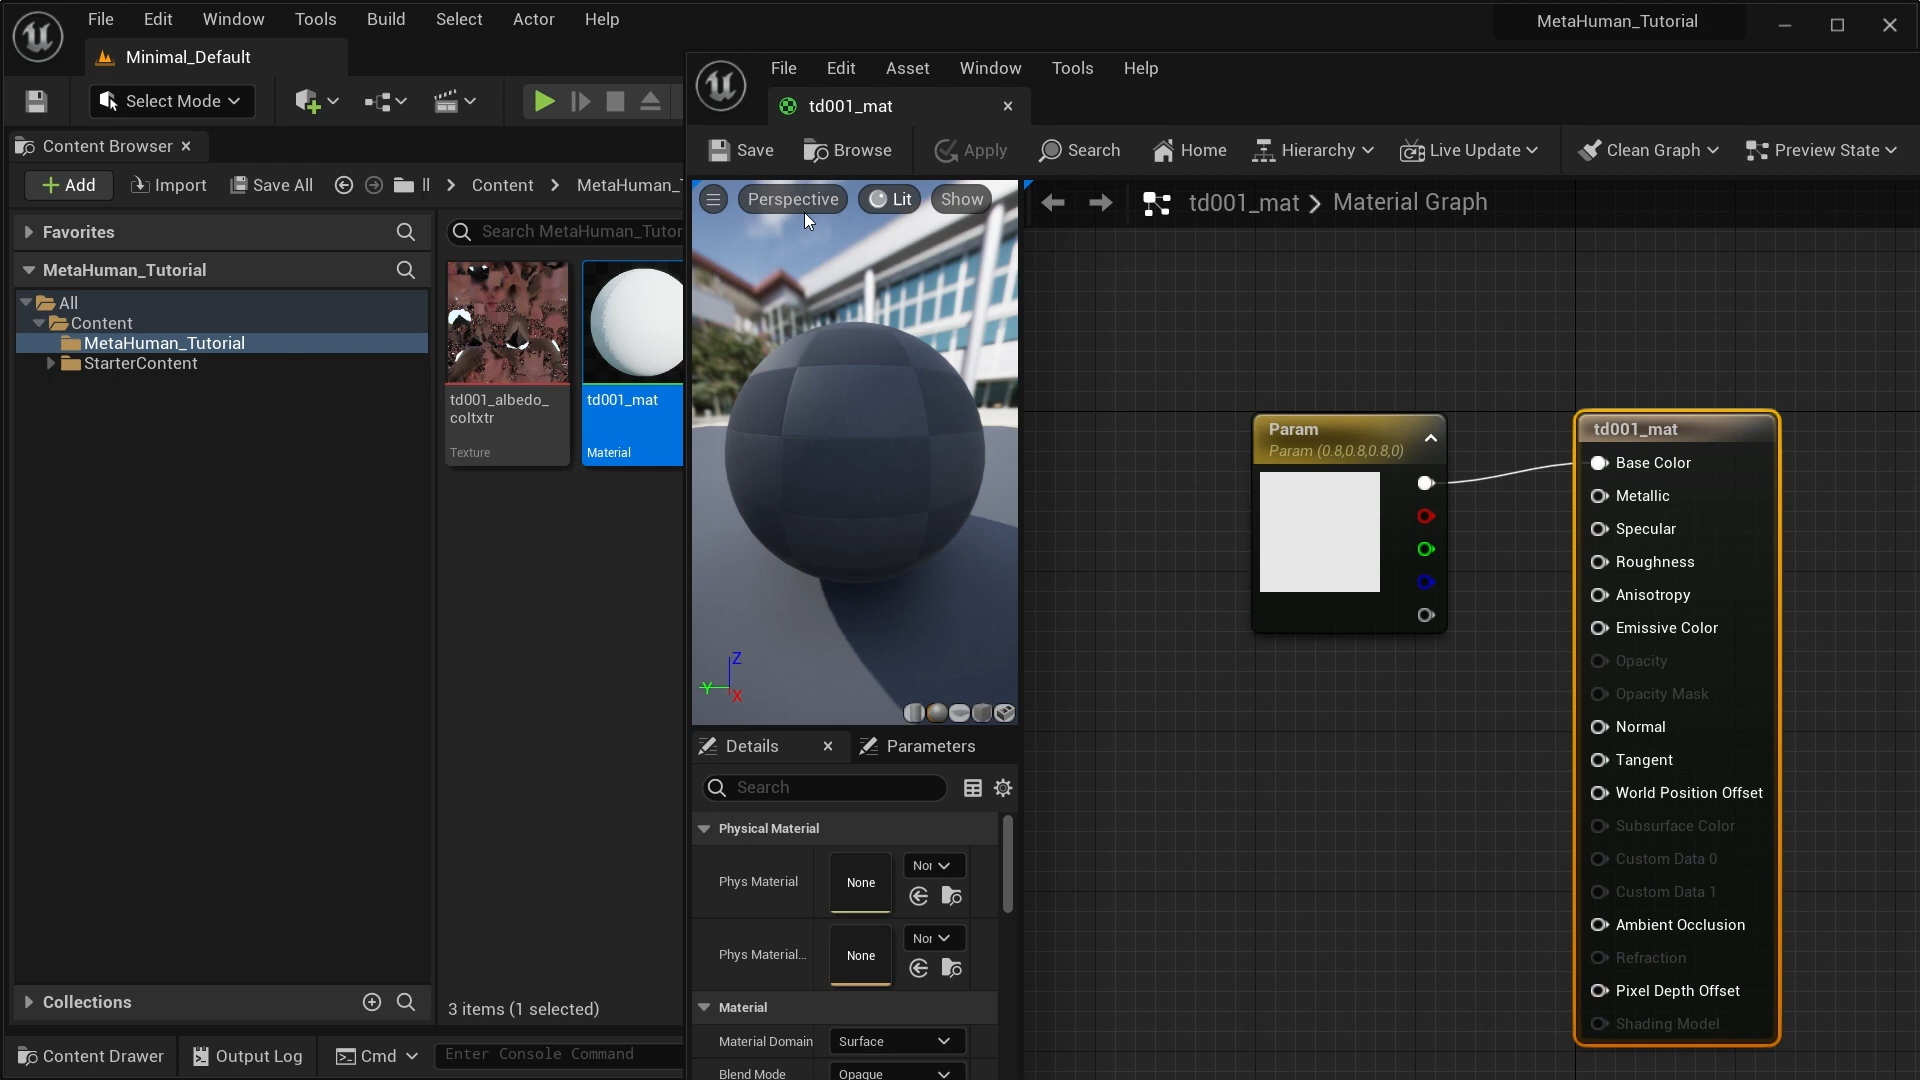 File Edit Window Tools Build Select Actor Help
MetaHuman_Tutorial
Minimal_Default
Select Mode
File Edit Asset Window Tools Help
td001_mat
Save Browse Apply Search Home Hierarchy Live Update Clean Graph Preview State
Content Browser
Add Import Save All ll Content MetaHuman_
Favorites
Search MetaHuman_Tutor
MetaHuman_Tutorial
All
Content
MetaHuman_Tutorial
StarterContent
td001_albedo_
coltxtr
Texture
td001_mat
Material
3 items (1 selected)
Collections
Content Drawer Output Log Cmd Enter Console Command
Perspective Lit Show
Z
Y
X
Details Parameters
Search
Physical Material
Phys Material None Nor
Phys Material... None Nor
Material
Material Domain Surface
Blend Mode Opaque
td001_mat > Material Graph
Param
Param (0.8,0.8,0.8,0)
td001_mat
Base Color
Metallic
Specular
Roughness
Anisotropy
Emissive Color
Opacity
Opacity Mask
Normal
Tangent
World Position Offset
Subsurface Color
Custom Data 0
Custom Data 1
Ambient Occlusion
Refraction
Pixel Depth Offset
Shading Model